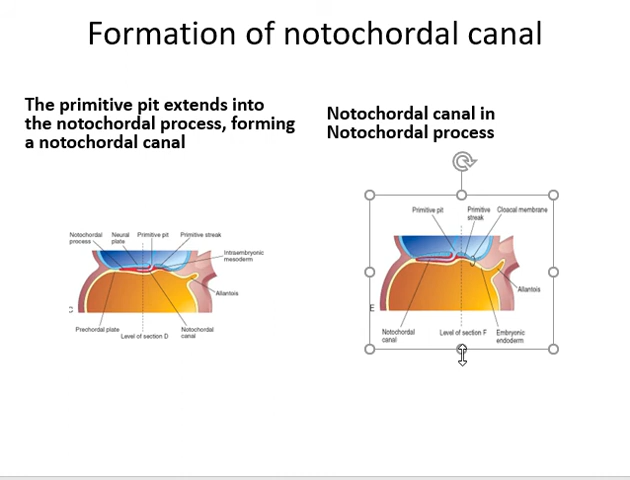 Formation of notochordal canal
The primitive pit extends into
the notochordal process, forming
a notochordal canal
Notochordal canal in
Notochordal process
Notochordal
process
Neural
plate
Primitive pit
Primitive streak
Intraembryonic
mesoderm
Allantois
Prechordal plate
Level of section D
Notochordal
canal
Primitive pit
Primitive
streak
Cloacal membrane
Allantois
E
Notochordal
canal
Level of section F
Embryonic
endoderm